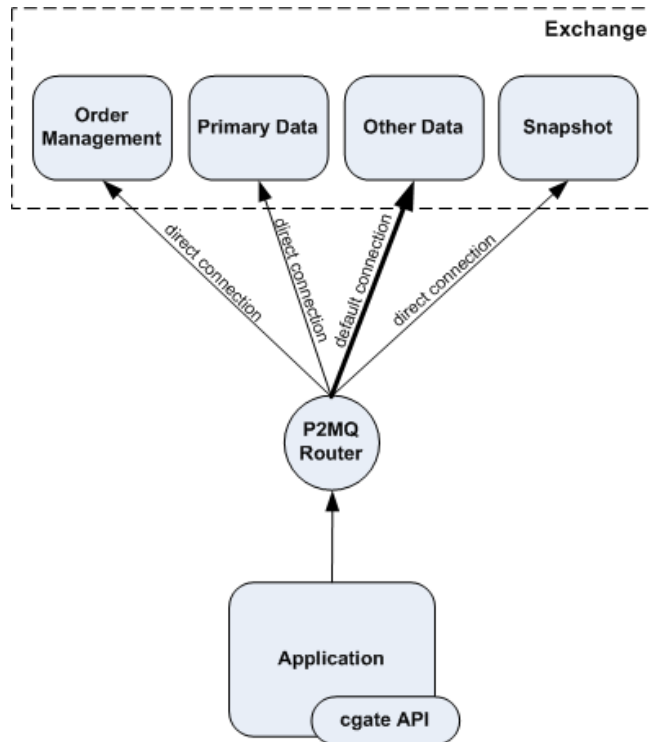 Exchange
Order
Management
Primary Data
Other Data
Snapshot
direct connection
direct connection
default connection
direct connection
P2MQ
Router
Application
cgate API